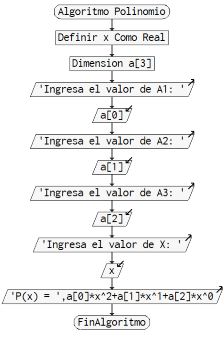 Algoritmo Polinomio
Definir x Como Real
Dimension a[3]
'Ingresa el valor de A1: '
a[0]
'Ingresa el valor de A2: '
a[1]
'Ingresa el valor de A3: '
a[2]
'Ingresa el valor de X: '
x
'P(x) = ',a[0]*x^2+a[1]*x^1+a[2]*x^0
FinAlgoritmo